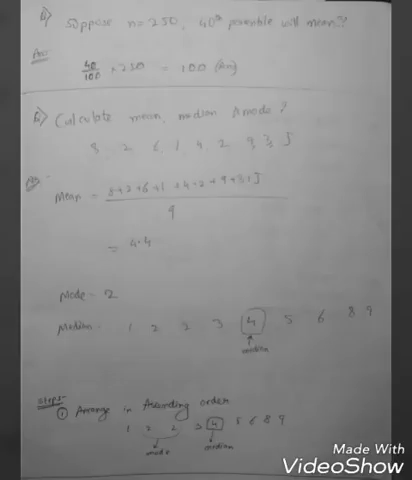 Q) Suppose n=250, 40th percentile will mean?
Ans:
40/100 × 250 = 100 (Ans)
Q) Calculate mean, median & mode?
8 2 6 1 4 2 9 3 5
Ans:
Mean = 8+2+6+1+4+2+9+3+5
9
= 4.4
Mode - 2
Median: 1 2 2 3 4 5 6 8 9
median
Steps-
① Arrange in Ascending order
1 2 2 3 4 5 6 8 9
mode median
Made With
VideoShow